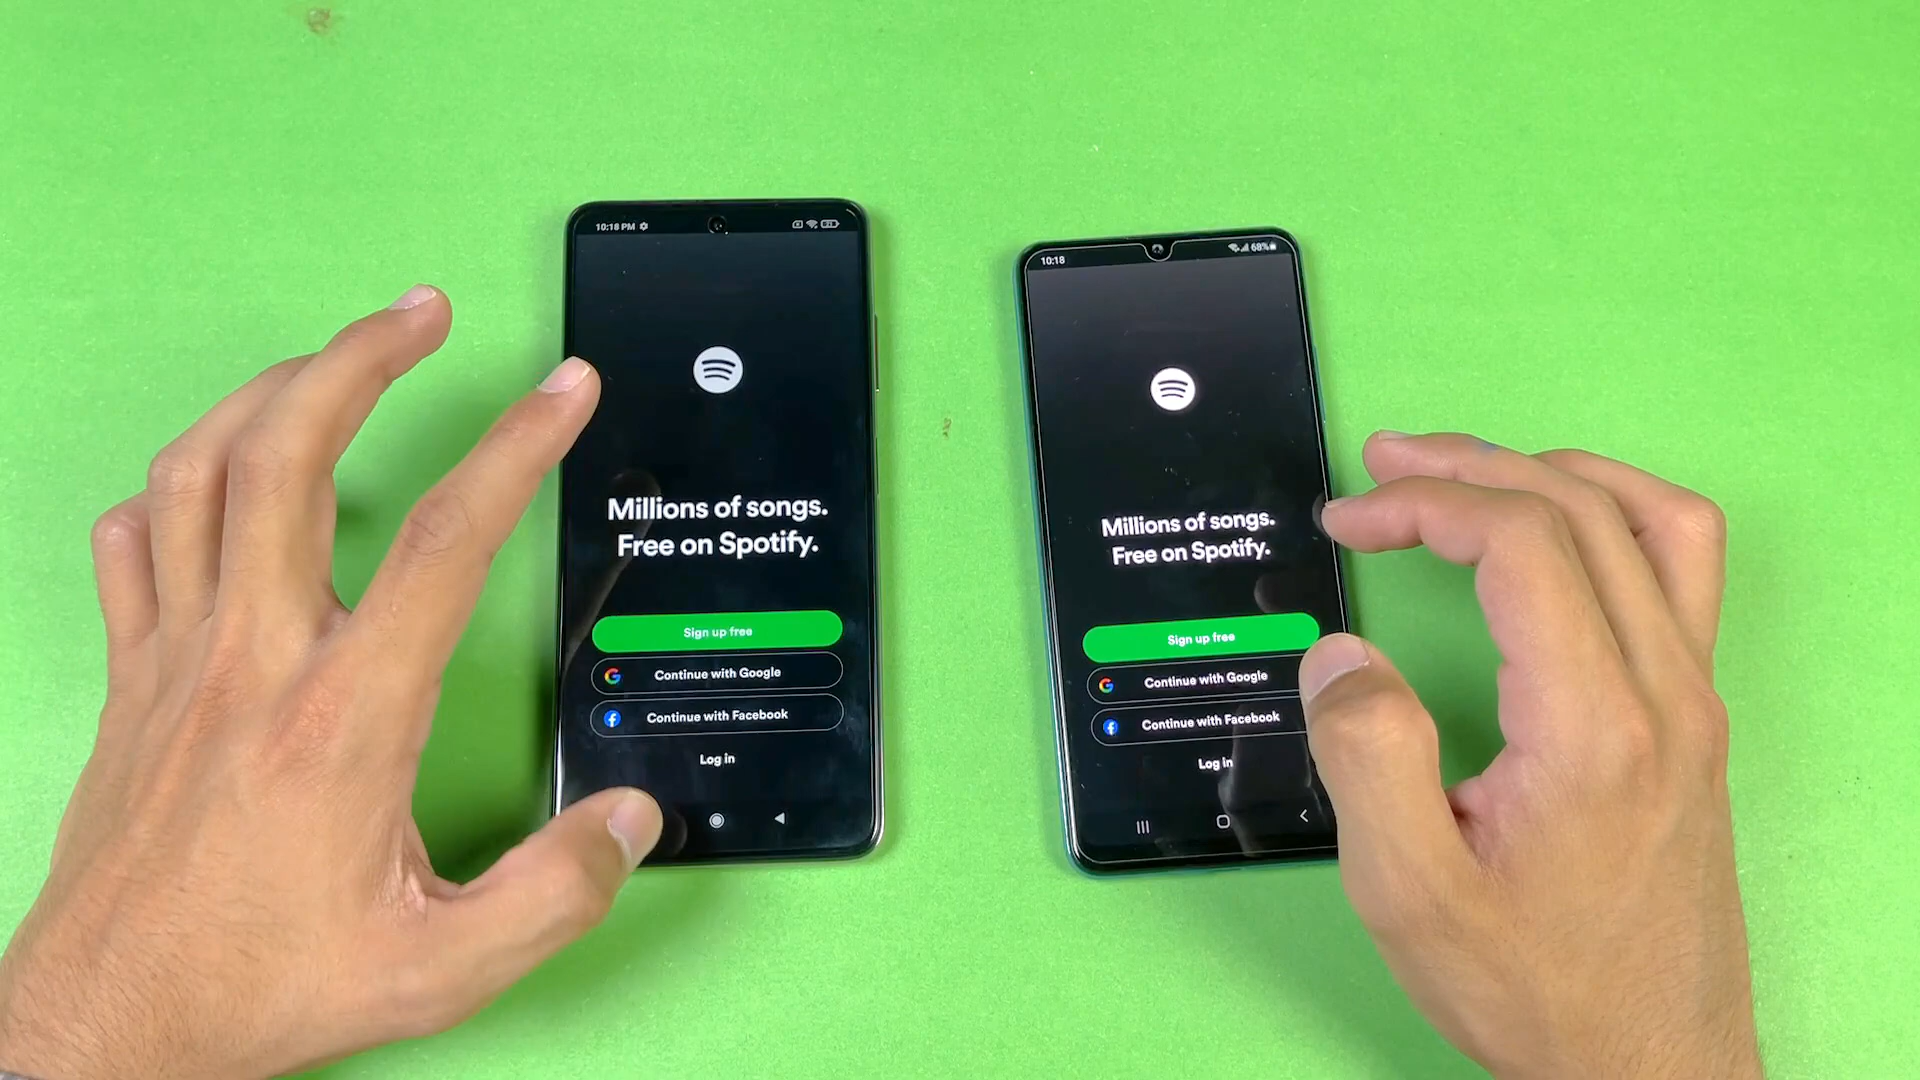 10:18 PM
Millions of songs.
Free on Spotify.
Sign up free
Continue with Google
Continue with Facebook
Log in
10:18
68%
Millions of songs.
Free on Spotify.
Sign up free
Continue with Google
Continue with Facebook
Log in